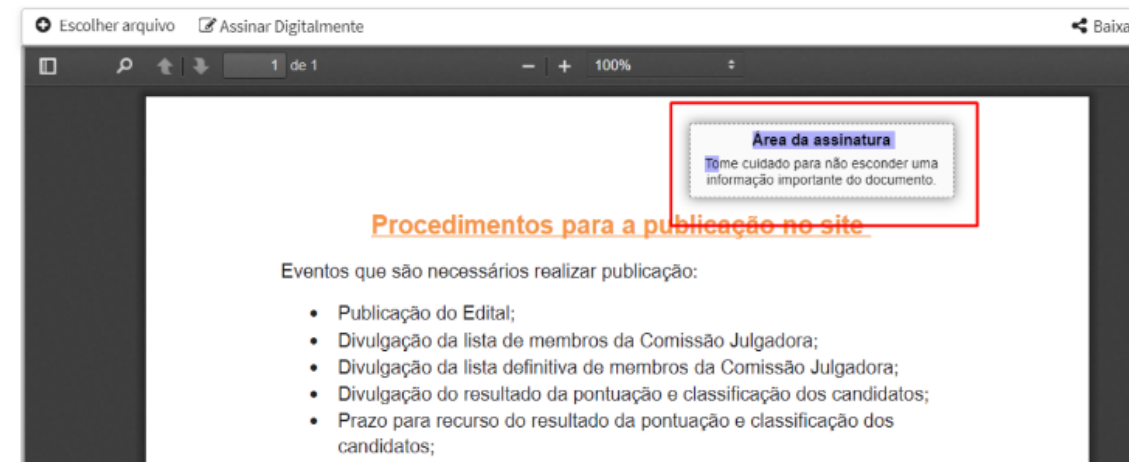 Escolher arquivo Assinar Digitalmente Baixa
1 de 1 100%
Área da assinatura
Tome cuidado para não esconder uma
informação importante do documento.
Procedimentos para a publicação no site
Eventos que são necessários realizar publicação:
• Publicação do Edital;
• Divulgação da lista de membros da Comissão Julgadora;
• Divulgação da lista definitiva de membros da Comissão Julgadora;
• Divulgação do resultado da pontuação e classificação dos candidatos;
• Prazo para recurso do resultado da pontuação e classificação dos
candidatos;